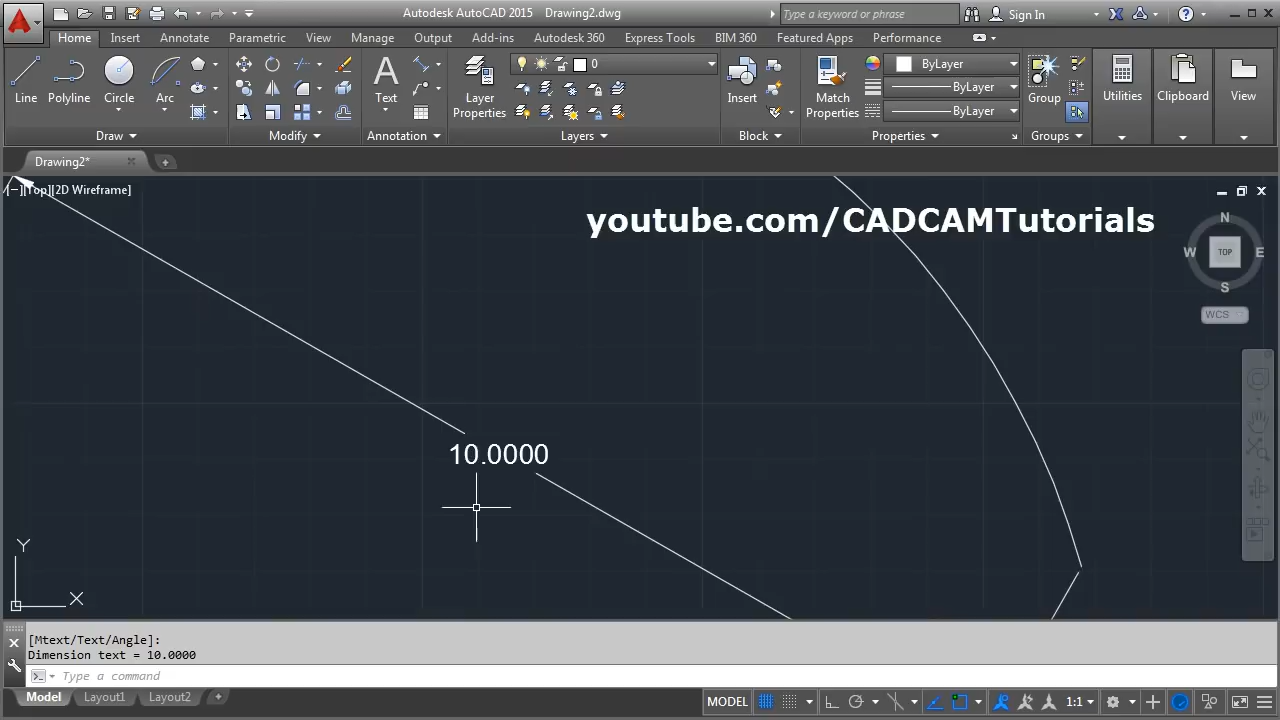 Autodesk AutoCAD 2015 Drawing2.dwg
Type a keyword or phrase
Sign In
Home Insert Annotate Parametric View Manage Output Add-ins Autodesk 360 Express Tools BIM 360 Featured Apps Performance
0
ByLayer
ByLayer
ByLayer
Line Polyline Circle Arc
Text
Layer Properties
Insert
Match Properties
Group
Utilities
Clipboard
View
Draw Modify Annotation Layers Block Properties Groups
Drawing2*
[−][Top][2D Wireframe]
youtube.com/CADCAMTutorials
N
W TOP E
S
WCS
10.0000
Y
X
[Mtext/Text/Angle]:
Dimension text = 10.0000
Type a command
Model Layout1 Layout2
MODEL
1:1